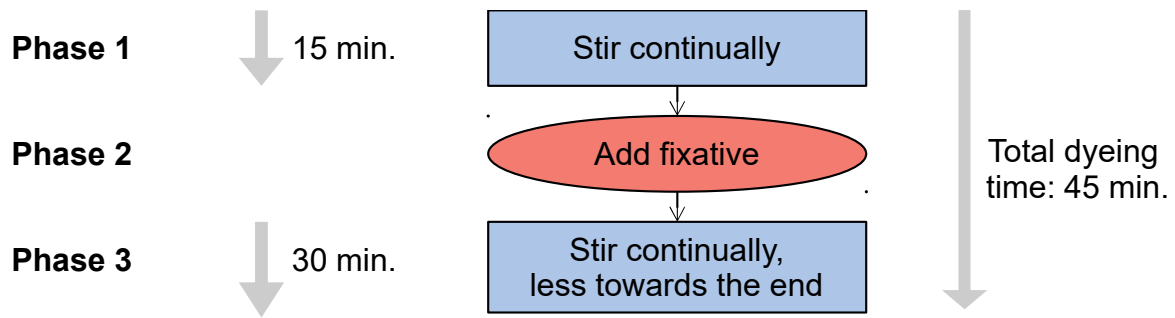 Phase 1
15 min.
Stir continually
Phase 2
Add fixative
Total dyeing
time: 45 min.
Phase 3
30 min.
Stir continually,
less towards the end